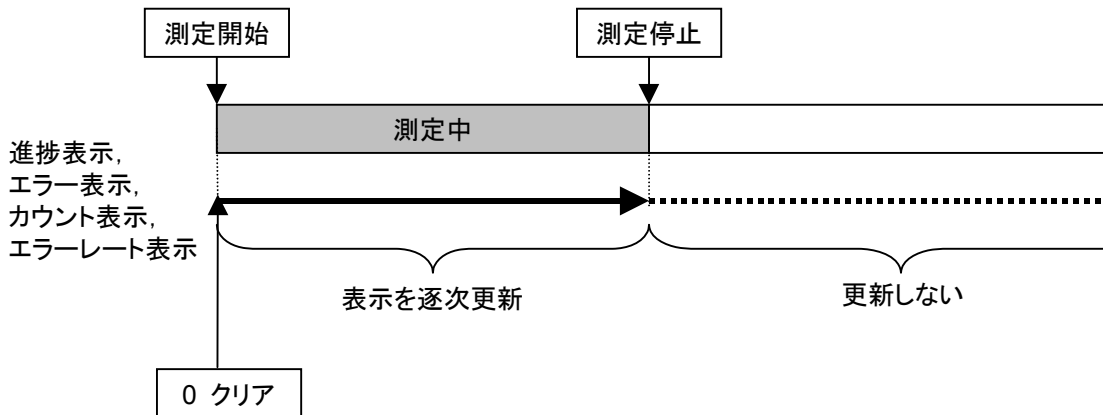 測定開始
測定停止
測定中
進捗表示,
エラー表示,
カウント表示,
エラーレート表示
表示を逐次更新
更新しない
0 クリア